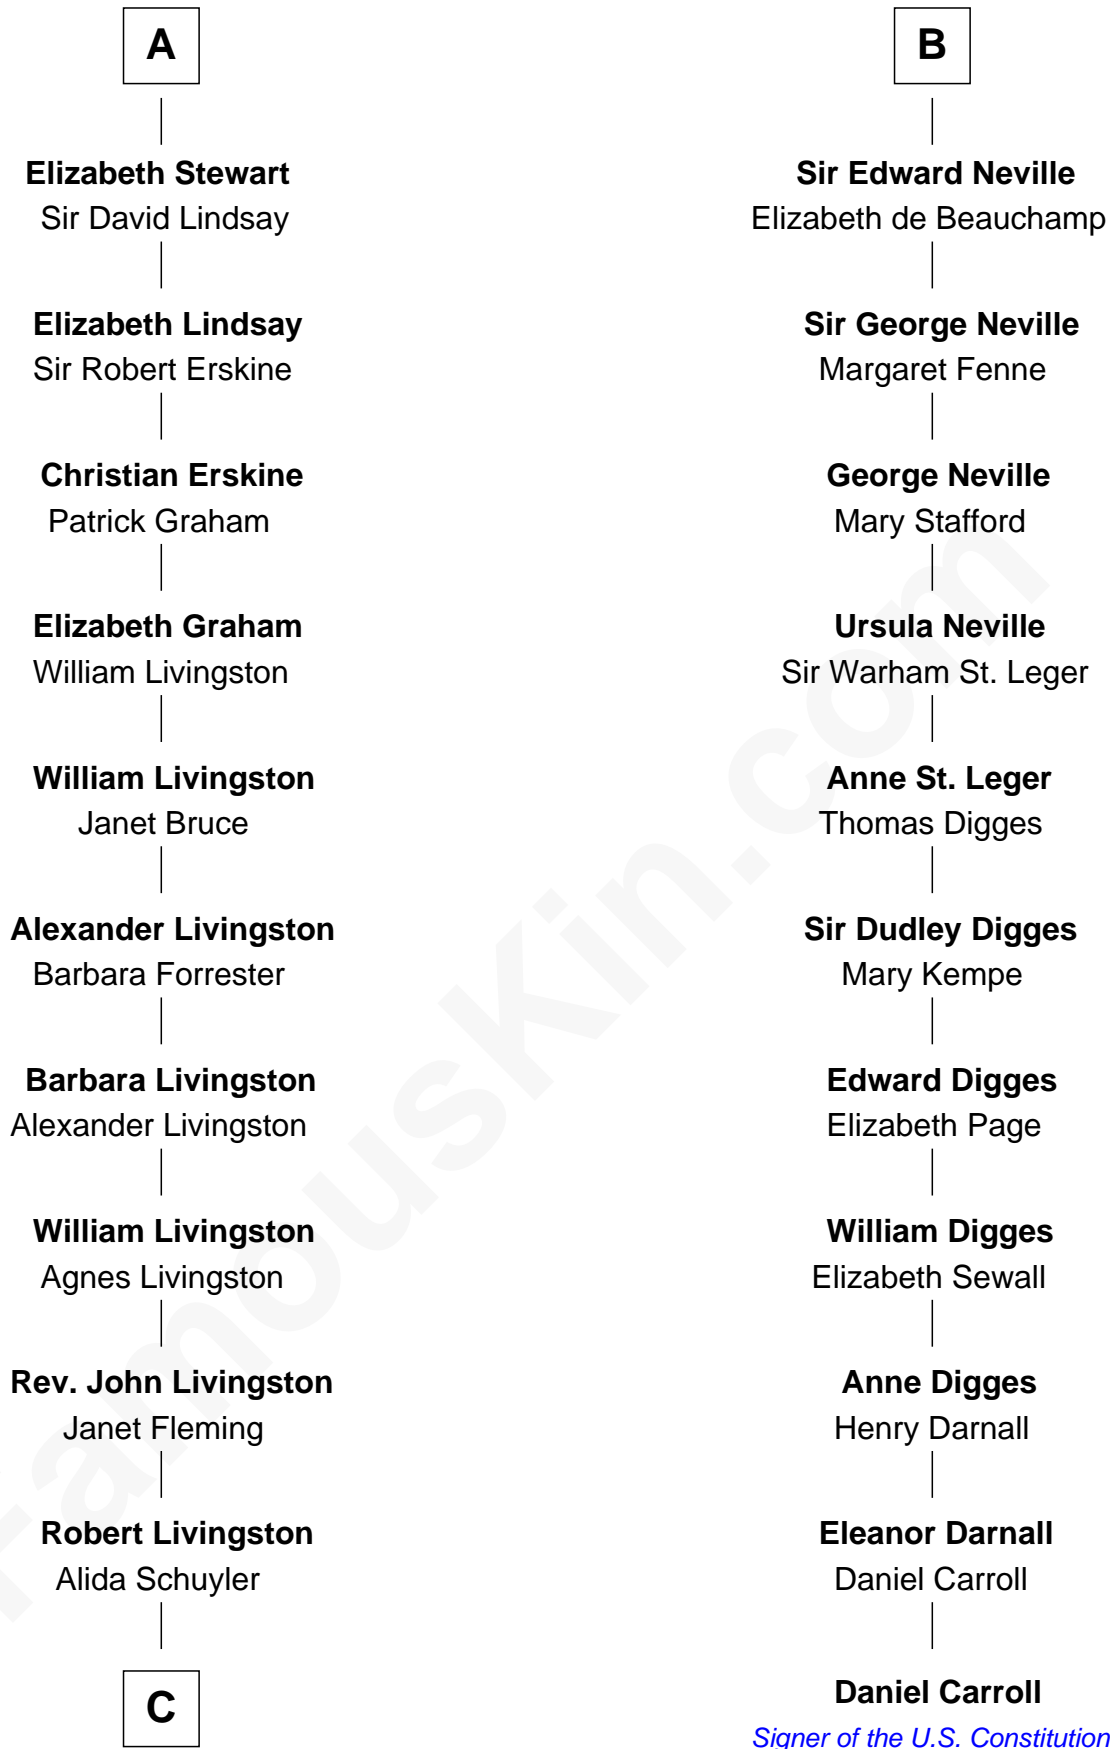 A
Elizabeth Stewart
Sir David Lindsay
Elizabeth Lindsay
Sir Robert Erskine
Christian Erskine
Patrick Graham
Elizabeth Graham
William Livingston
William Livingston
Janet Bruce
Alexander Livingston
Barbara Forrester
Barbara Livingston
Alexander Livingston
William Livingston
Agnes Livingston
Rev. John Livingston
Janet Fleming
Robert Livingston
Alida Schuyler
C
B
Sir Edward Neville
Elizabeth de Beauchamp
Sir George Neville
Margaret Fenne
George Neville
Mary Stafford
Ursula Neville
Sir Warham St. Leger
Anne St. Leger
Thomas Digges
Sir Dudley Digges
Mary Kempe
Edward Digges
Elizabeth Page
William Digges
Elizabeth Sewall
Anne Digges
Henry Darnall
Eleanor Darnall
Daniel Carroll
Daniel Carroll
Signer of the U.S. Constitution
FamousKin.com